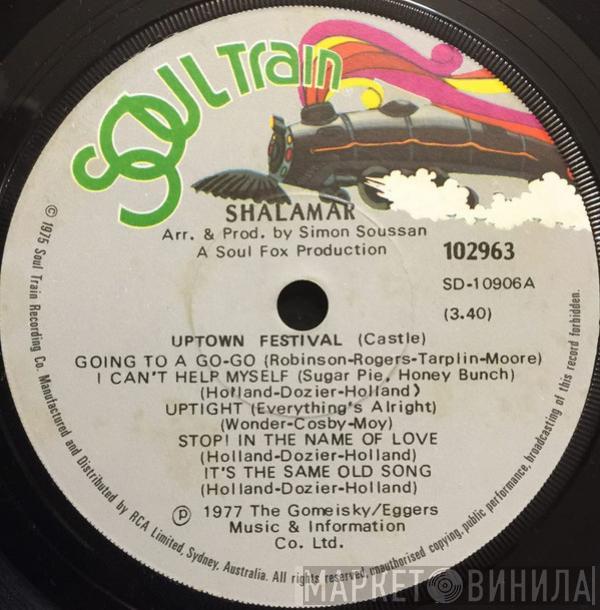 SOUL Train
SHALAMAR
Arr. & Prod. by Simon Soussan
A Soul Fox Production
102963
SD-10906A
(3.40)
UPTOWN FESTIVAL (Castle)
GOING TO A GO-GO (Robinson-Rogers-Tarplin-Moore)
I CAN'T HELP MYSELF (Sugar Pie, Honey Bunch)
(Holland-Dozier-Holland)
UPTIGHT (Everything's Alright)
(Wonder-Cosby-Moy)
STOP! IN THE NAME OF LOVE
(Holland-Dozier-Holland)
IT'S THE SAME OLD SONG
(Holland-Dozier-Holland)
℗ 1977 The Gomeisky/Eggers
Music & Information
Co. Ltd.
© 1975 Soul Train Recording Co. Manufactured and Distributed by RCA Limited, Sydney, Australia. All rights reserved, unauthorised copying, public performance, broadcasting of this record forbidden.
МАРКЕТ ВИНИЛА